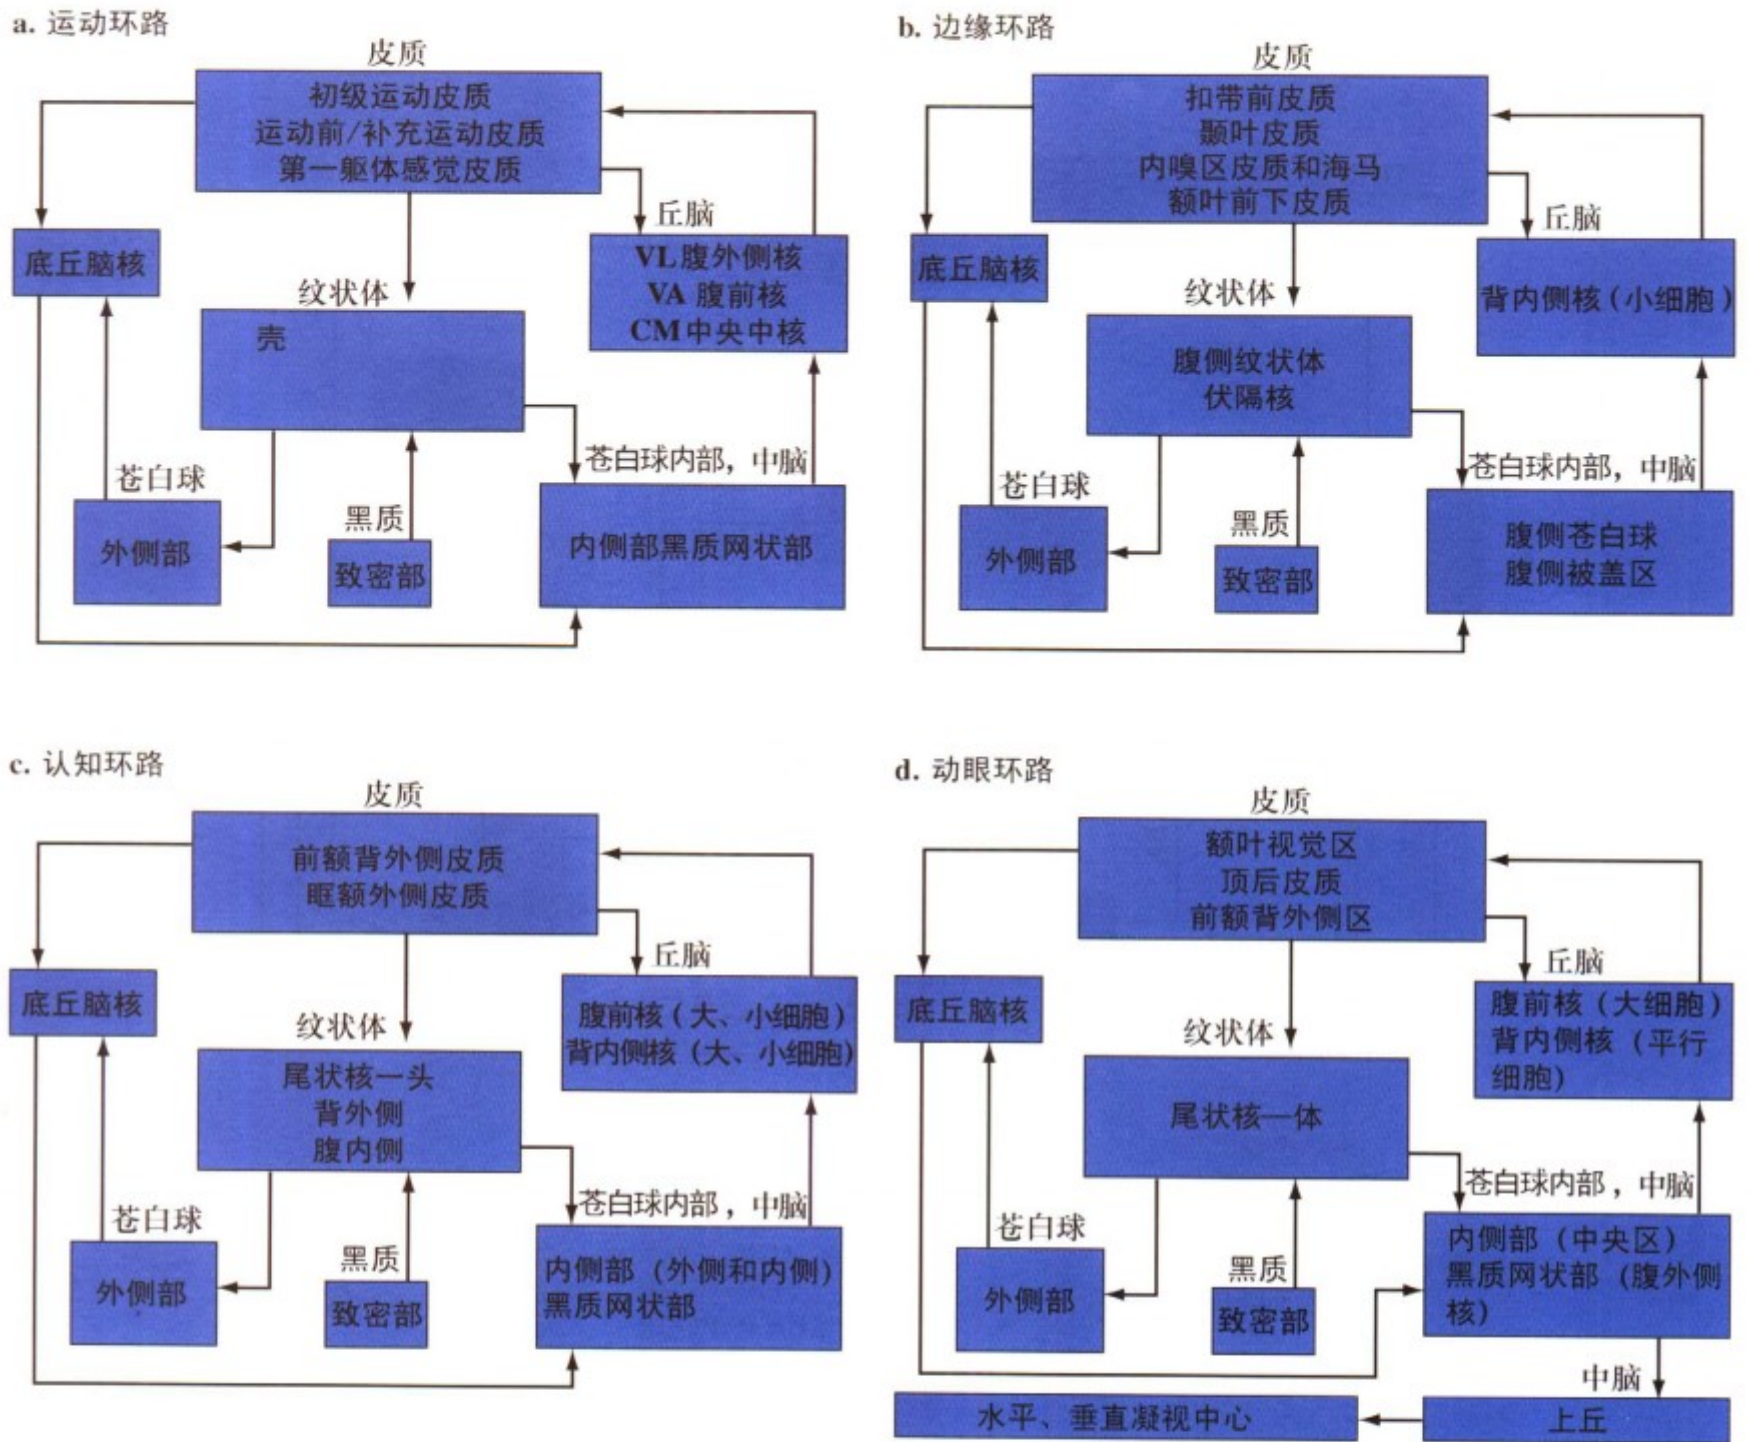 a. 运动环路
皮质
初级运动皮质
运动前/补充运动皮质
第一躯体感觉皮质
丘脑
底丘脑核
VL腹外侧核
VA 腹前核
CM中央中核
纹状体
壳
苍白球
黑质
苍白球内部，中脑
外侧部
致密部
内侧部黑质网状部
b. 边缘环路
皮质
扣带前皮质
颞叶皮质
内嗅区皮质和海马
额叶前下皮质
丘脑
底丘脑核
背内侧核（小细胞）
纹状体
腹侧纹状体
伏隔核
苍白球
黑质
苍白球内部，中脑
外侧部
致密部
腹侧苍白球
腹侧被盖区
c. 认知环路
皮质
前额背外侧皮质
眶额外侧皮质
丘脑
底丘脑核
腹前核（大、小细胞）
背内侧核（大、小细胞）
纹状体
尾状核一头
背外侧
腹内侧
苍白球
黑质
苍白球内部，中脑
外侧部
致密部
内侧部（外侧和内侧）
黑质网状部
d. 动眼环路
皮质
额叶视觉区
顶后皮质
前额背外侧区
丘脑
底丘脑核
腹前核（大细胞）
背内侧核（平行
细胞）
纹状体
尾状核—体
苍白球
黑质
苍白球内部，中脑
外侧部
致密部
内侧部（中央区）
黑质网状部（腹外侧
核）
中脑
水平、垂直凝视中心
上丘